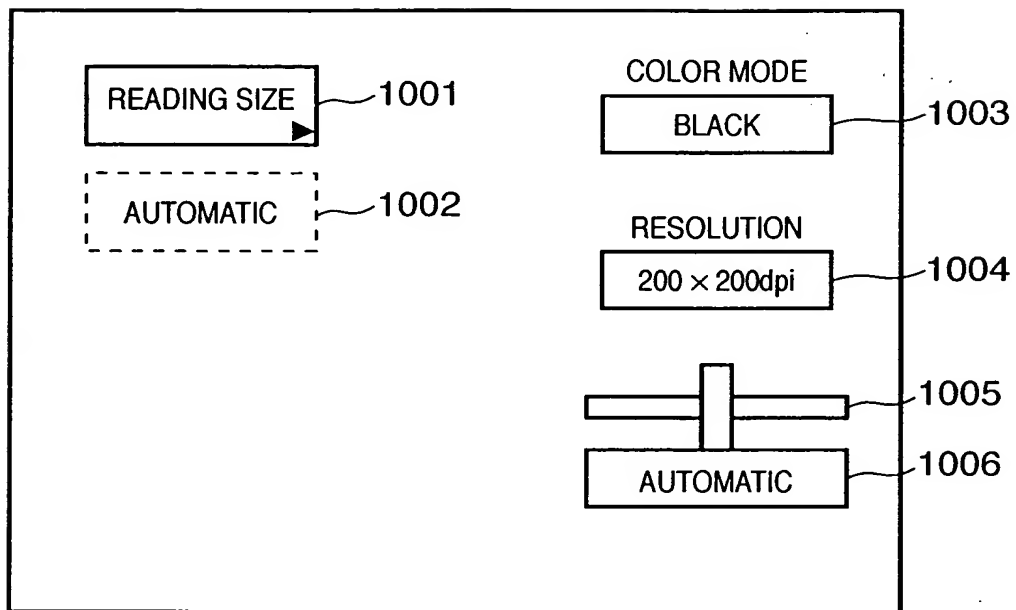 READING SIZE
1001
AUTOMATIC
1002
COLOR MODE
BLACK
1003
RESOLUTION
200 × 200dpi
1004
1005
AUTOMATIC
1006